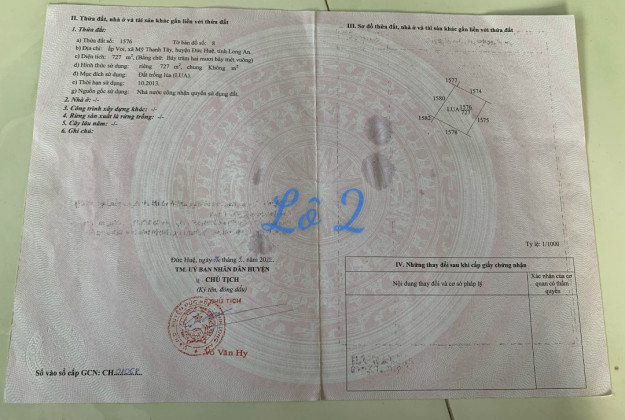 II. Thửa đất, nhà ở và tài sản khác gắn liền với thửa đất
1. Thửa đất:
a) Thửa đất số: 1576 Tờ bản đồ số: 8
b) Địa chỉ: ấp Voi, xã Mỹ Thạnh Tây, huyện Đức Huệ, tỉnh Long An.
c) Diện tích: 727 m², (Bằng chữ: Bảy trăm hai mươi bảy mét vuông)
d) Hình thức sử dụng: riêng 727 m², chung Không m²
đ) Mục đích sử dụng: Đất trồng lúa (LUA).
e) Thời hạn sử dụng: 10.2013.
g) Nguồn gốc sử dụng: Nhà nước công nhận quyền sử dụng đất.
2. Nhà ở: -/-
3. Công trình xây dựng khác: -/-
4. Rừng sản xuất là rừng trồng: -/-
5. Cây lâu năm: -/-
6. Ghi chú:
Lô 2
Đức Huệ, ngày tháng năm
TM. UỶ BAN NHÂN DÂN HUYỆN
CHỦ TỊCH
(Ký tên, đóng dấu)
CHỦ TỊCH
Võ Văn Hy
Số vào sổ cấp GCN: CH
III. Sơ đồ thửa đất, nhà ở và tài sản khác gắn liền với thửa đất
1577
1574
1580
LUA 1576
727
1582
1575
1578
Tỷ lệ: 1/1000
IV. Những thay đổi sau khi cấp giấy chứng nhận
Nội dung thay đổi và cơ sở pháp lý
Xác nhận của cơ
quan có thẩm
quyền